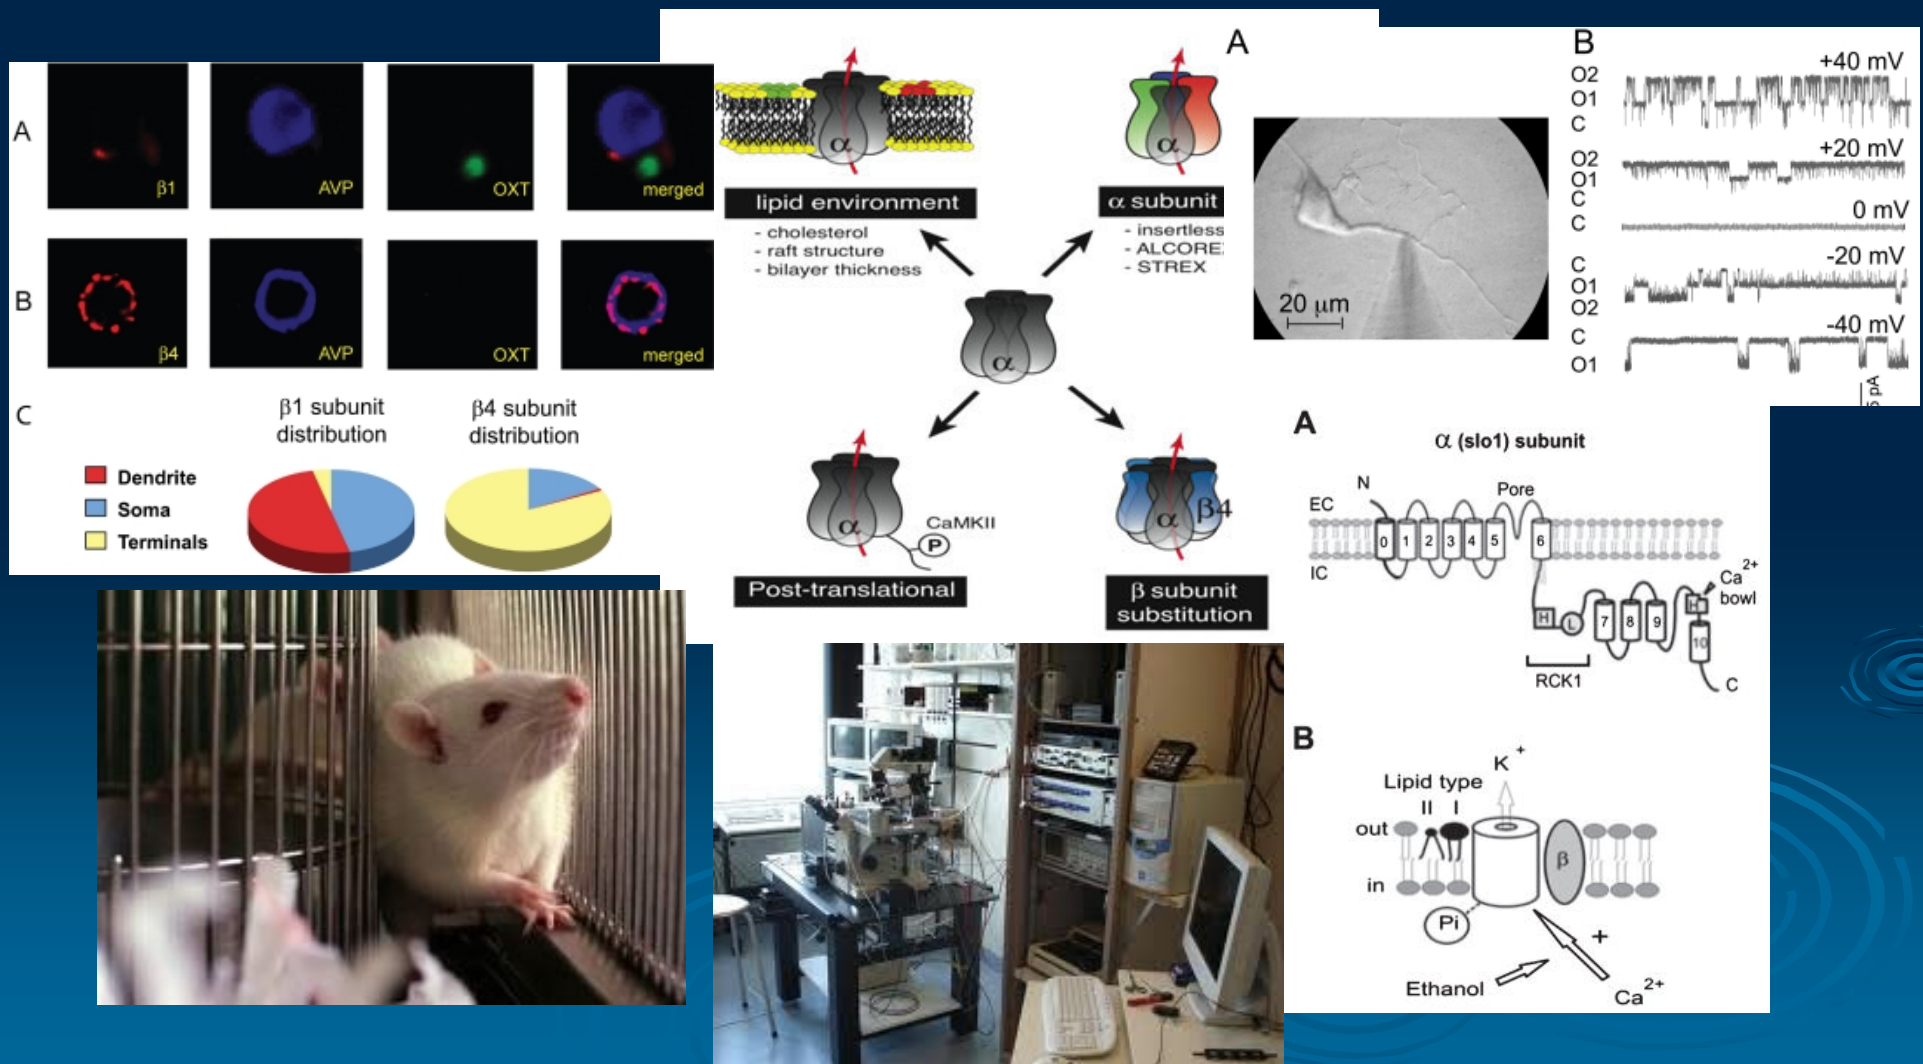 A
β1
AVP
OXT
merged
B
β4
AVP
OXT
merged
C
β1 subunit
distribution
β4 subunit
distribution
Dendrite
Soma
Terminals
α
lipid environment
- cholesterol
- raft structure
- bilayer thickness
α
α subunit
- insertless
- ALCOREX
- STREX
α
α
CaMKII
P
Post-translational
α
β4
β subunit
substitution
A
20 µm
B
+40 mV
O2
O1
C
+20 mV
O2
O1
C
0 mV
C
-20 mV
C
O1
O2
-40 mV
C
O1
pA
A
α (slo1) subunit
N
Pore
EC
0 1 2 3 4 5 6
IC
Ca2+
bowl
H
L
7 8 9
H
10
RCK1
C
B
K+
Lipid type
II I
out
β
in
Pi
+
Ethanol
Ca2+